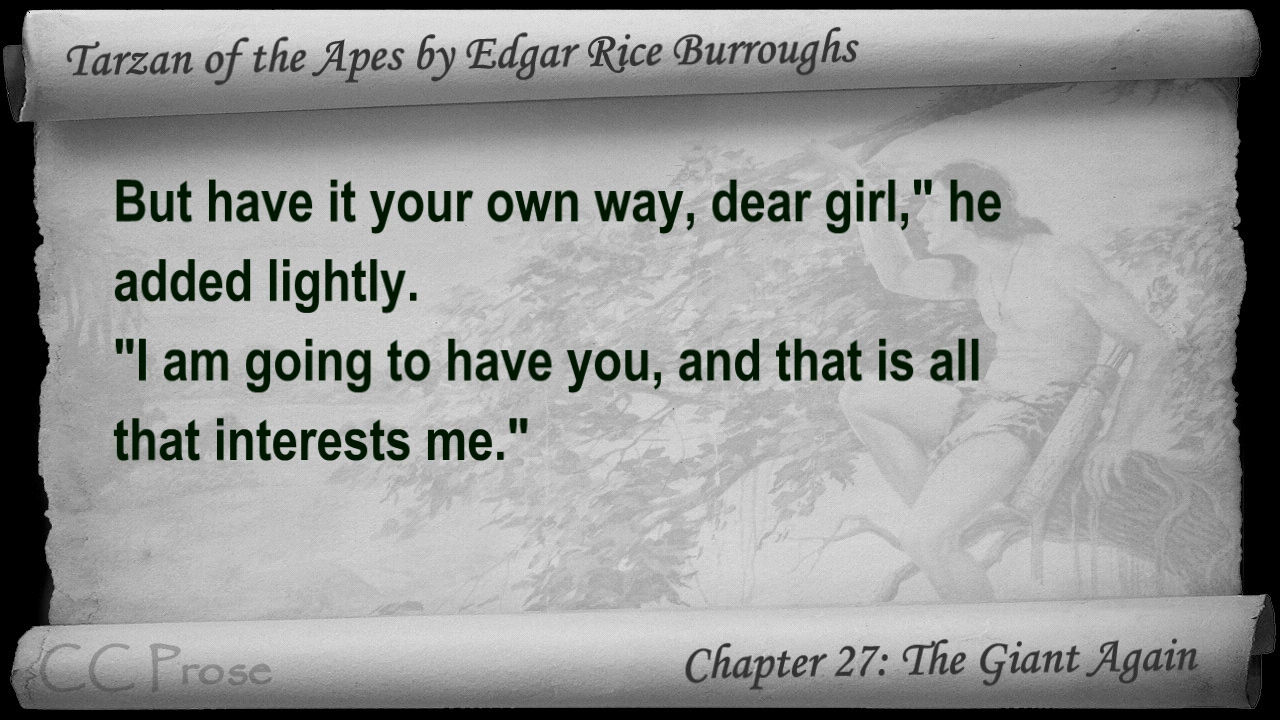 Tarzan of the Apes by Edgar Rice Burroughs
But have it your own way, dear girl," he
added lightly.
"I am going to have you, and that is all
that interests me."
CC Prose
Chapter 27: The Giant Again